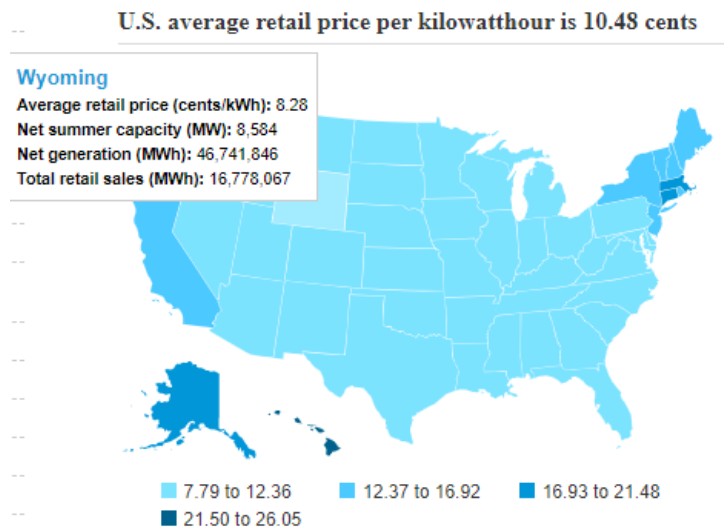 U.S. average retail price per kilowatthour is 10.48 cents
Wyoming
Average retail price (cents/kWh): 8.28
Net summer capacity (MW): 8,584
Net generation (MWh): 46,741,846
Total retail sales (MWh): 16,778,067
7.79 to 12.36
12.37 to 16.92
16.93 to 21.48
21.50 to 26.05